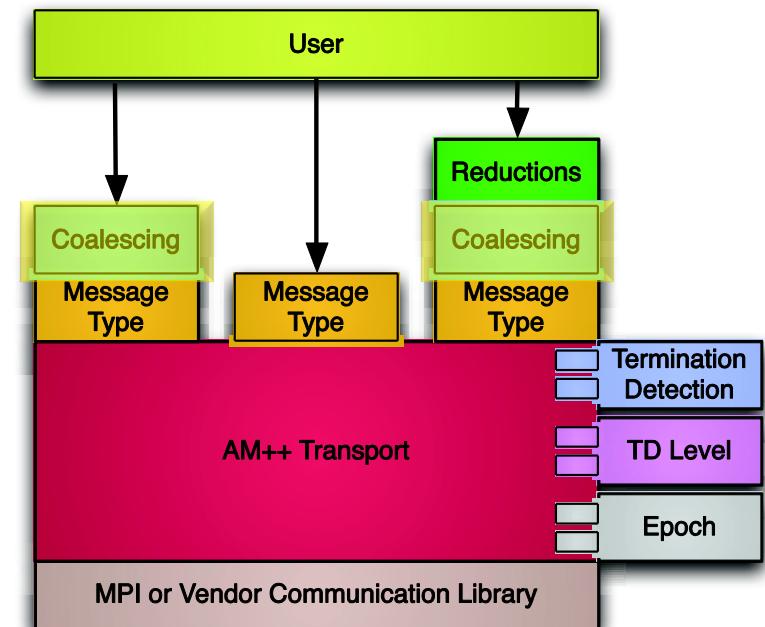 User
Reductions
Coalescing
Coalescing
Message
Type
Message
Type
Message
Type
Termination
Detection
AM++ Transport
TD Level
Epoch
MPI or Vendor Communication Library